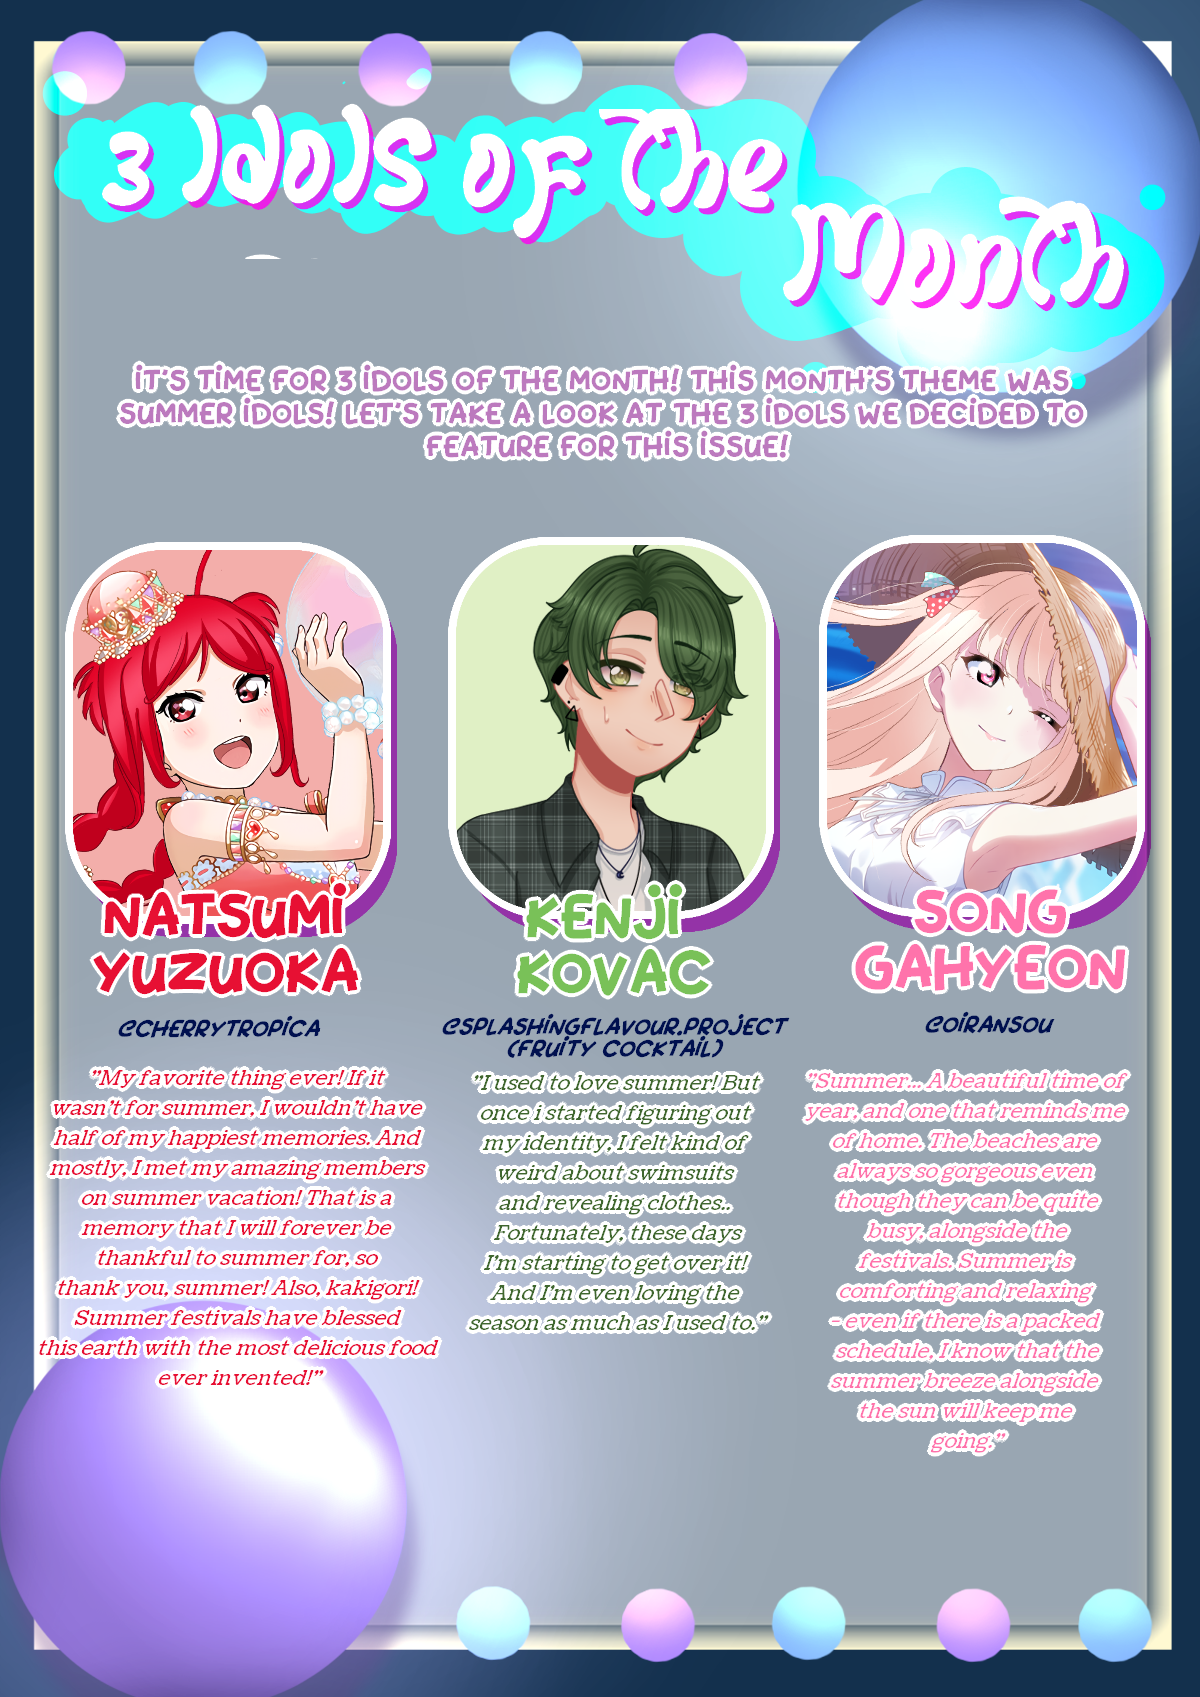 3 Idols of The
Month
IT'S TIME FOR 3 IDOLS OF THE MONTH! THIS MONTH'S THEME WAS
SUMMER IDOLS! LET'S TAKE A LOOK AT THE 3 IDOLS WE DECIDED TO
FEATURE FOR THIS ISSUE!
NATSUMI
YUZUOKA
@CHERRYTROPICA
"My favorite thing ever! If it
wasn't for summer, I wouldn't have
half of my happiest memories. And
mostly, I met my amazing members
on summer vacation! That is a
memory that I will forever be
thankful to summer for, so
thank you, summer! Also, kakigori!
Summer festivals have blessed
this earth with the most delicious food
ever invented!"
KENJI
KOVAC
@SPLASHINGFLAVOUR.PROJECT
(FRUITY COCKTAIL)
"I used to love summer! But
once i started figuring out
my identity, I felt kind of
weird about swimsuits
and revealing clothes..
Fortunately, these days
I'm starting to get over it!
And I'm even loving the
season as much as I used to."
SONG
GAHYEON
@OIRANSOU
"Summer... A beautiful time of
year, and one that reminds me
of home. The beaches are
always so gorgeous even
though they can be quite
busy, alongside the
festivals. Summer is
comforting and relaxing
- even if there is a packed
schedule, I know that the
summer breeze alongside
the sun will keep me
going."